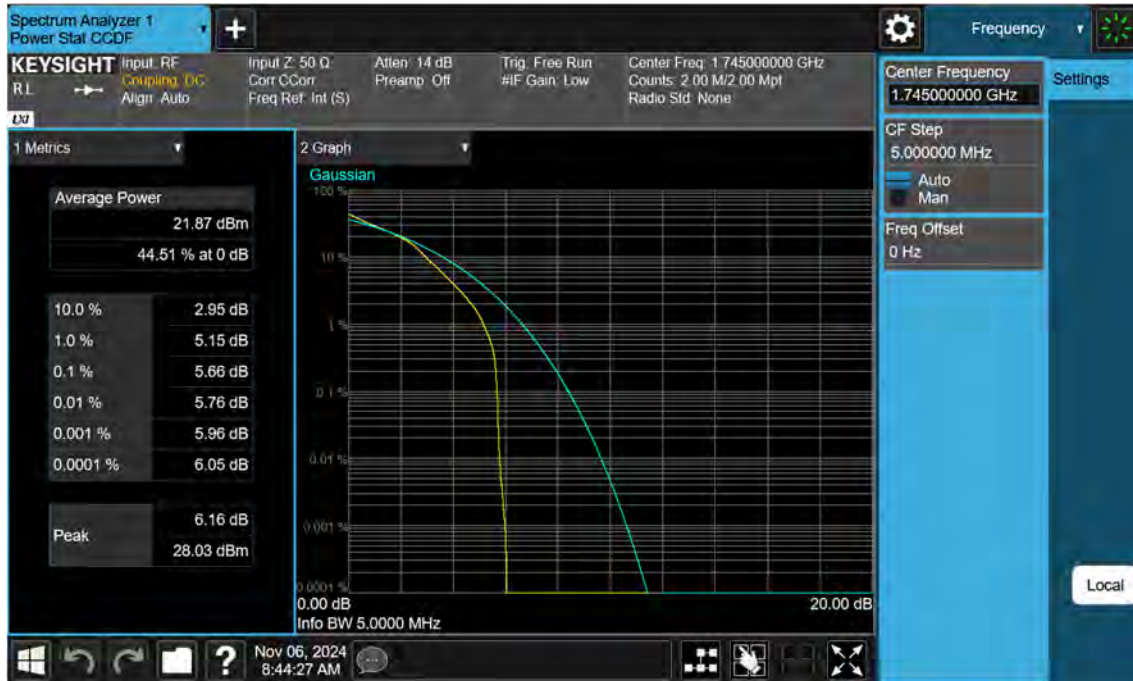 Spectrum Analyzer 1
Power Stat CCDF
Frequency
KEYSIGHT
RL
LXI
Input: RF
Coupling: DC
Align: Auto
Input Z: 50 Ω
Corr CCorr
Freq Ref: Int (S)
Atten: 14 dB
Preamp: Off
Trig: Free Run
#IF Gain: Low
Center Freq: 1.745000000 GHz
Counts: 2.00 M/2.00 Mpt
Radio Std: None
Center Frequency
1.745000000 GHz
Settings
CF Step
5.000000 MHz
Auto
Man
Freq Offset
0 Hz
1 Metrics
Average Power
21.87 dBm
44.51 % at 0 dB
10.0 % 2.95 dB
1.0 % 5.15 dB
0.1 % 5.66 dB
0.01 % 5.76 dB
0.001 % 5.96 dB
0.0001 % 6.05 dB
Peak
6.16 dB
28.03 dBm
2 Graph
Gaussian
100 %
10 %
1 %
0.1 %
0.01 %
0.001 %
0.0001 %
0.00 dB 20.00 dB
Info BW 5.0000 MHz
Local
?
Nov 06, 2024
8:44:27 AM